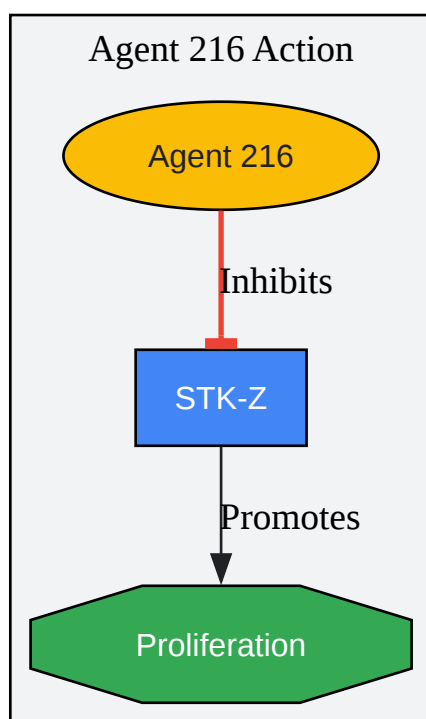 Agent 216 Action
Agent 216
Inhibits
STK-Z
Promotes
Proliferation